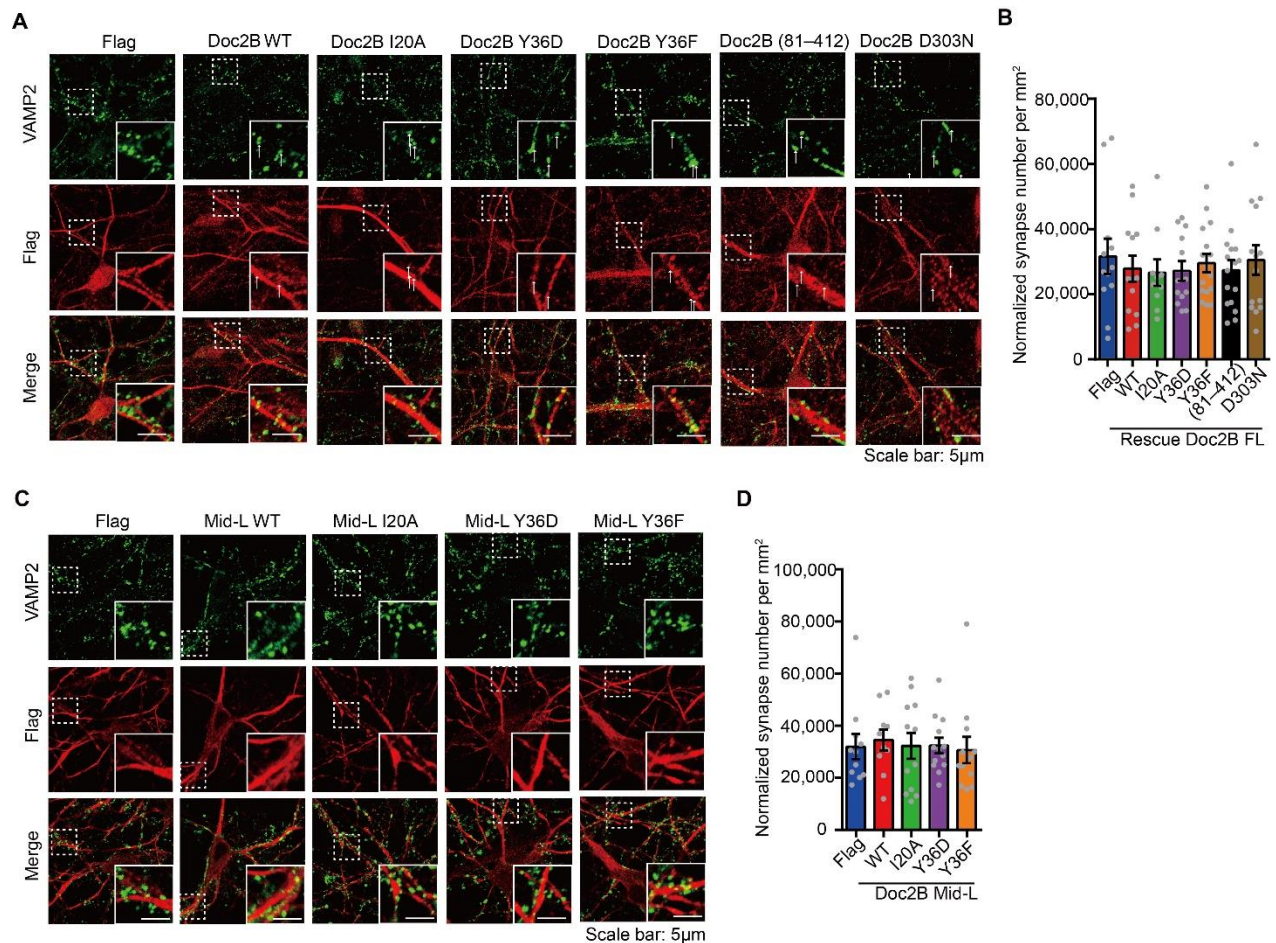 A
Flag Doc2B WT Doc2B I20A Doc2B Y36D Doc2B Y36F Doc2B (81–412) Doc2B D303N
VAMP2
Flag
Merge
Scale bar: 5µm
B
Normalized synapse number per mm²
80,000
60,000
40,000
20,000
0
Flag WT I20A Y36D Y36F (81–412) D303N
Rescue Doc2B FL
C
Flag Mid-L WT Mid-L I20A Mid-L Y36D Mid-L Y36F
VAMP2
Flag
Merge
Scale bar: 5µm
D
Normalized synapse number per mm²
100,000
80,000
60,000
40,000
20,000
0
Flag WT I20A Y36D Y36F
Doc2B Mid-L